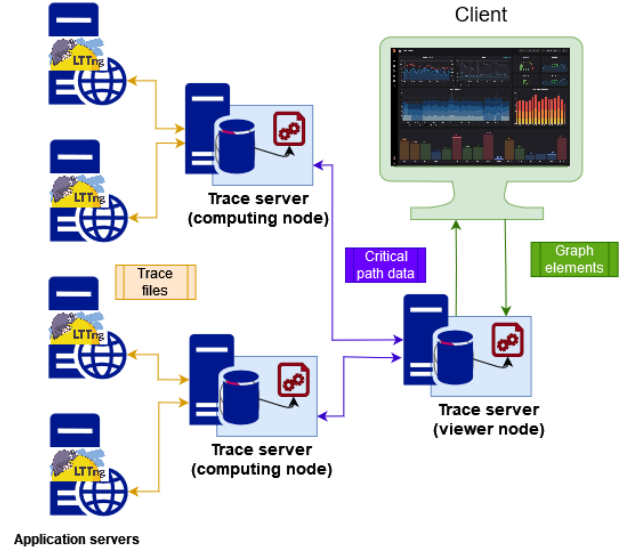 Client
LTTng
Trace server
(computing node)
LTTng
Critical
path data
Graph
elements
Trace
files
LTTng
Trace server
(viewer node)
Trace server
(computing node)
LTTng
Application servers